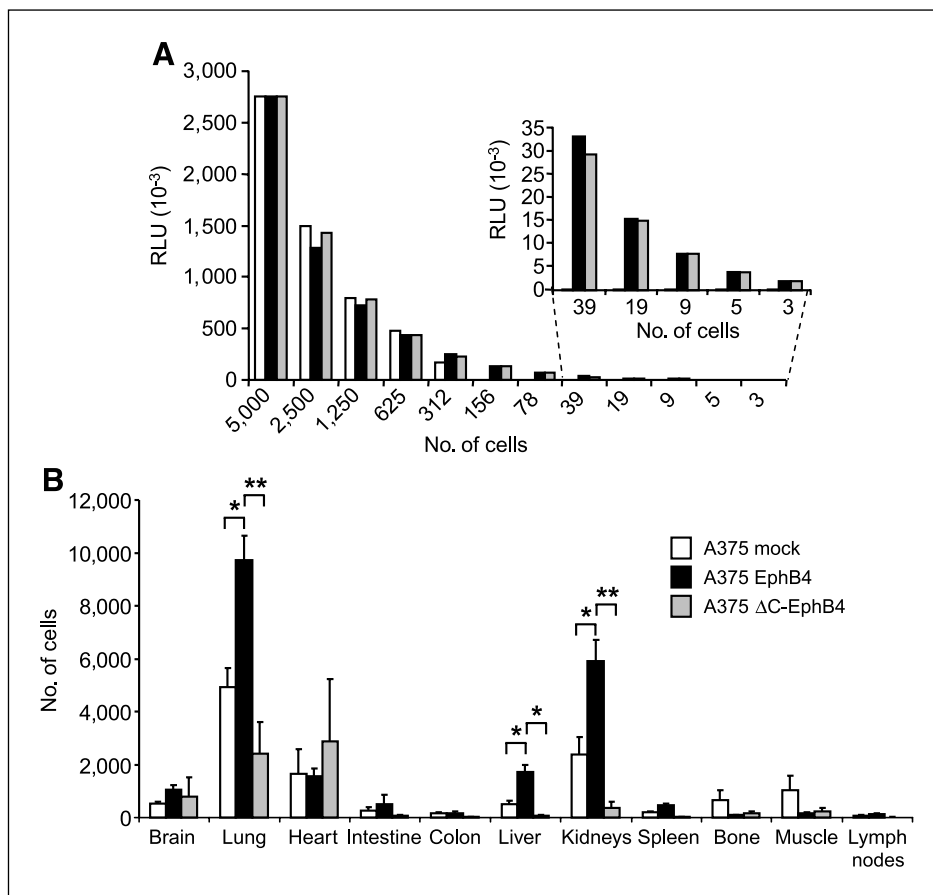 A
3,000
2,500
2,000
1,500
1,000
500
0
RLU (10-3)
5,000 2,500 1,250 625 312 156 78 39 19 9 5 3
No. of cells
35
30
25
20
15
10
5
0
RLU (10-3)
39 19 9 5 3
No. of cells
B
12,000
10,000
8,000
6,000
4,000
2,000
0
No. of cells
* **
* *
* **
A375 mock
A375 EphB4
A375 ΔC-EphB4
Brain Lung Heart Intestine Colon Liver Kidneys Spleen Bone Muscle Lymph
nodes